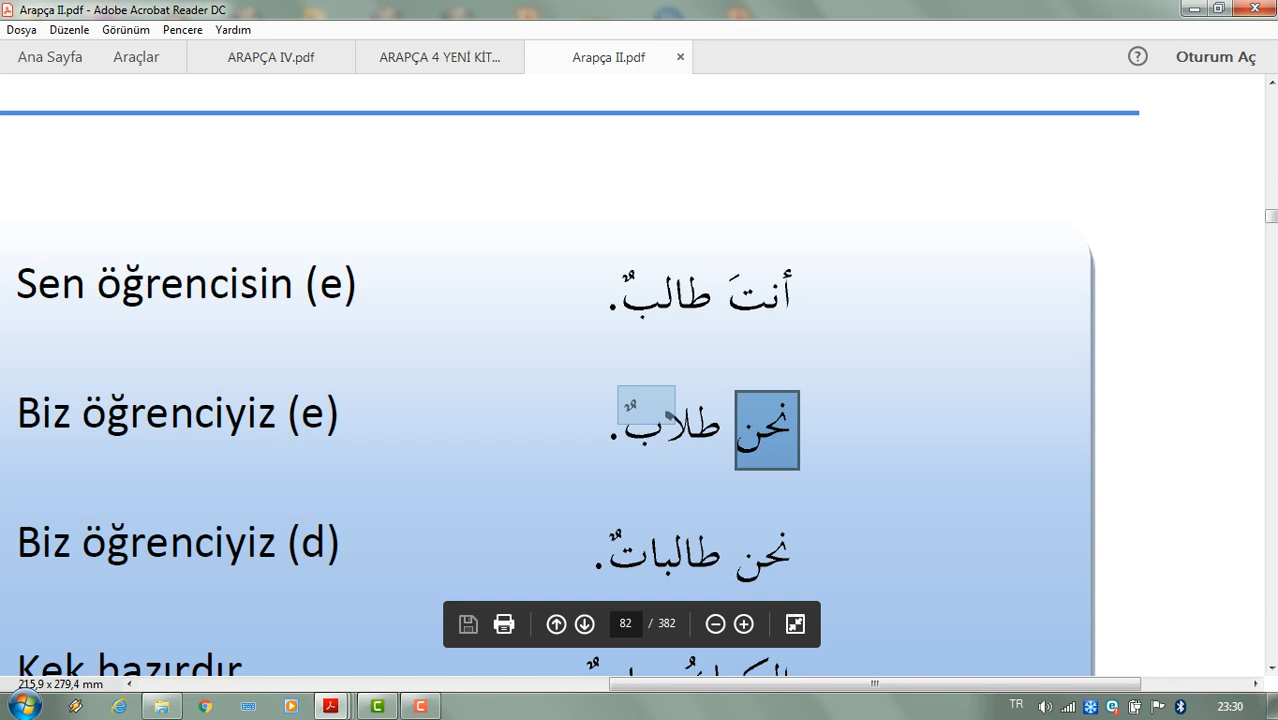 Arapça II.pdf - Adobe Acrobat Reader DC
Dosya Düzenle Görünüm Pencere Yardım
Ana Sayfa Araçlar ARAPÇA IV.pdf ARAPÇA 4 YENİ KİT... Arapça II.pdf × ? Oturum Aç
Sen öğrencisin (e)
أنتَ طالبٌ.
Biz öğrenciyiz (e)
نحن طلابٌ.
Biz öğrenciyiz (d)
نحن طالباتٌ.
82 / 382
Kek hazırdır
215,9 x 279,4 mm
TR 23:30